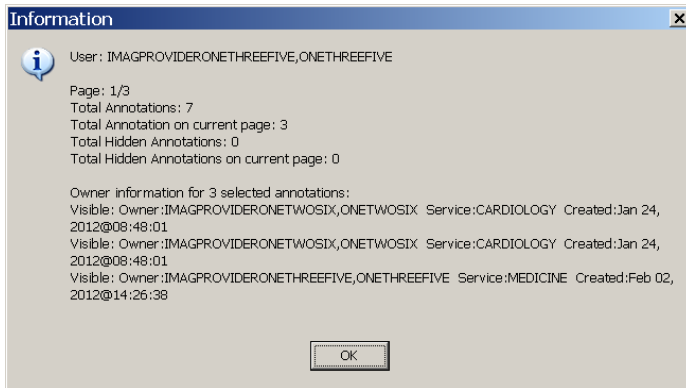 Information
User: IMAGPROVIDERONETHREEFIVE,ONETHREEFIVE
Page: 1/3
Total Annotations: 7
Total Annotation on current page: 3
Total Hidden Annotations: 0
Total Hidden Annotations on current page: 0
Owner information for 3 selected annotations:
Visible: Owner:IMAGPROVIDERONETWOSIX,ONETWOSIX  Service:CARDIOLOGY  Created:Jan 24,
2012@08:48:01
Visible: Owner:IMAGPROVIDERONETWOSIX,ONETWOSIX  Service:CARDIOLOGY  Created:Jan 24,
2012@08:48:01
Visible: Owner:IMAGPROVIDERONETHREEFIVE,ONETHREEFIVE  Service:MEDICINE  Created:Feb 02,
2012@14:26:38
OK